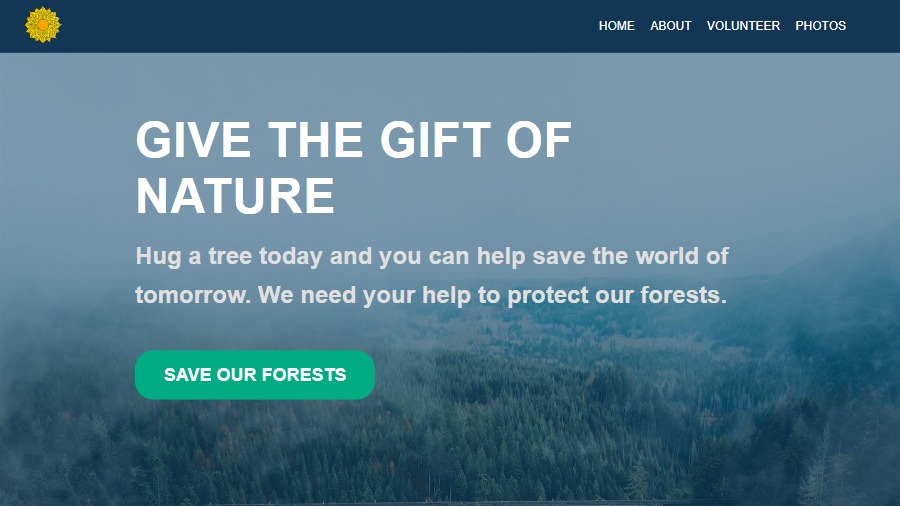 HOME ABOUT VOLUNTEER PHOTOS
GIVE THE GIFT OF
NATURE
Hug a tree today and you can help save the world of
tomorrow. We need your help to protect our forests.
SAVE OUR FORESTS